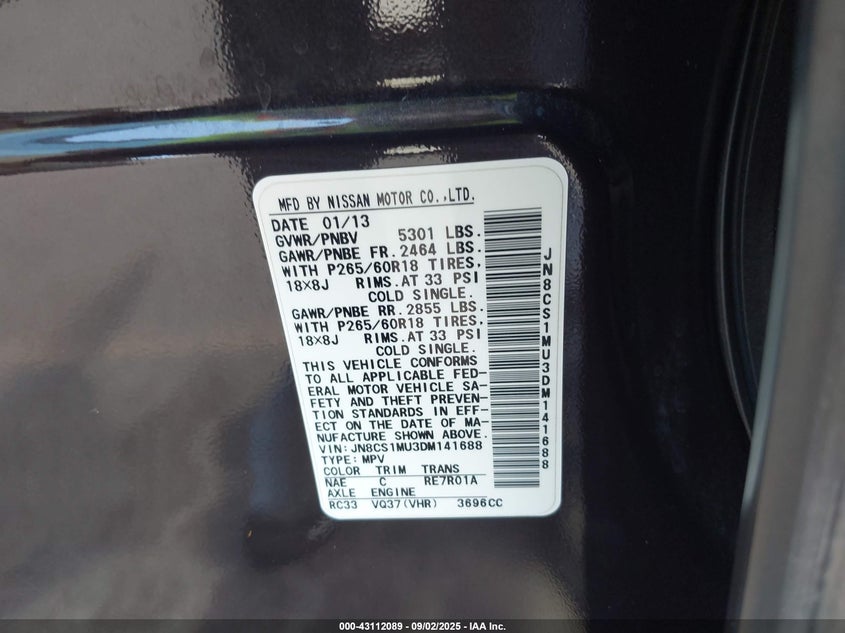 MFD BY NISSAN MOTOR CO.,LTD.
DATE 01/13
GVWR/PNBV 5301 LBS.
GAWR/PNBE FR. 2464 LBS.
WITH P265/60R18 TIRES,
18×8J RIMS.AT 33 PSI
COLD SINGLE.
GAWR/PNBE RR. 2855 LBS.
WITH P265/60R18 TIRES,
18×8J RIMS.AT 33 PSI
COLD SINGLE.
THIS VEHICLE CONFORMS
TO ALL APPLICABLE FED-
ERAL MOTOR VEHICLE SA-
FETY AND THEFT PREVEN-
TION STANDARDS IN EFF-
ECT ON THE DATE OF MA-
NUFACTURE SHOWN ABOVE.
VIN:JN8CS1MU3DM141688
TYPE:MPV
COLOR TRIM TRANS
NAE C RE7R01A
AXLE ENGINE
RC33 VQ37(VHR) 3696CC
JN8CS1MU3DM141688
000-43112089 - 09/02/2025 - IAA Inc.